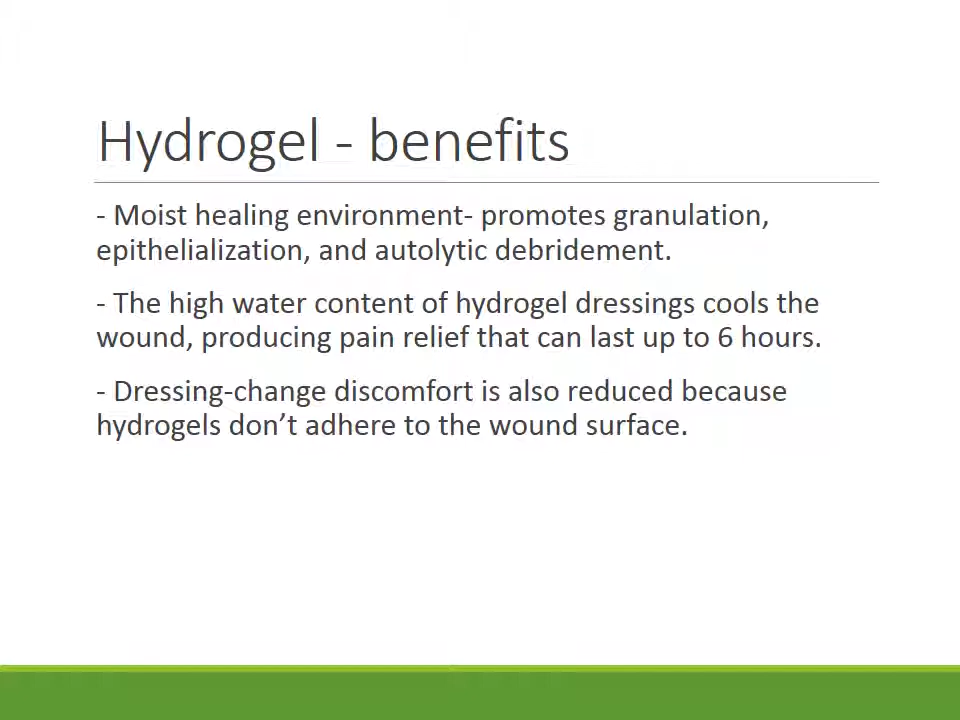 Hydrogel - benefits
- Moist healing environment- promotes granulation,
epithelialization, and autolytic debridement.
- The high water content of hydrogel dressings cools the
wound, producing pain relief that can last up to 6 hours.
- Dressing-change discomfort is also reduced because
hydrogels don’t adhere to the wound surface.